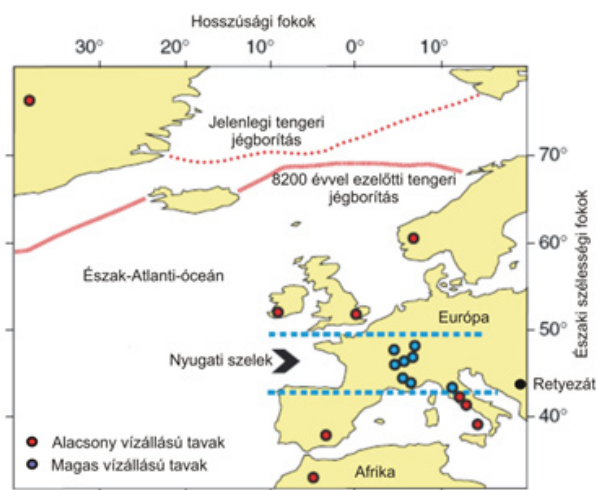 Hosszúsági fokok
30° 20° 10° 0° 10°
Jelenlegi tengeri
jégborítás
70°
8200 évvel ezelőtti tengeri
jégborítás
60°
Észak-Atlanti-óceán
Európa
50°
Nyugati szelek
Retyezát
40°
Alacsony vízállású tavak
Magas vízállású tavak
Afrika
Északi szélességi fokok